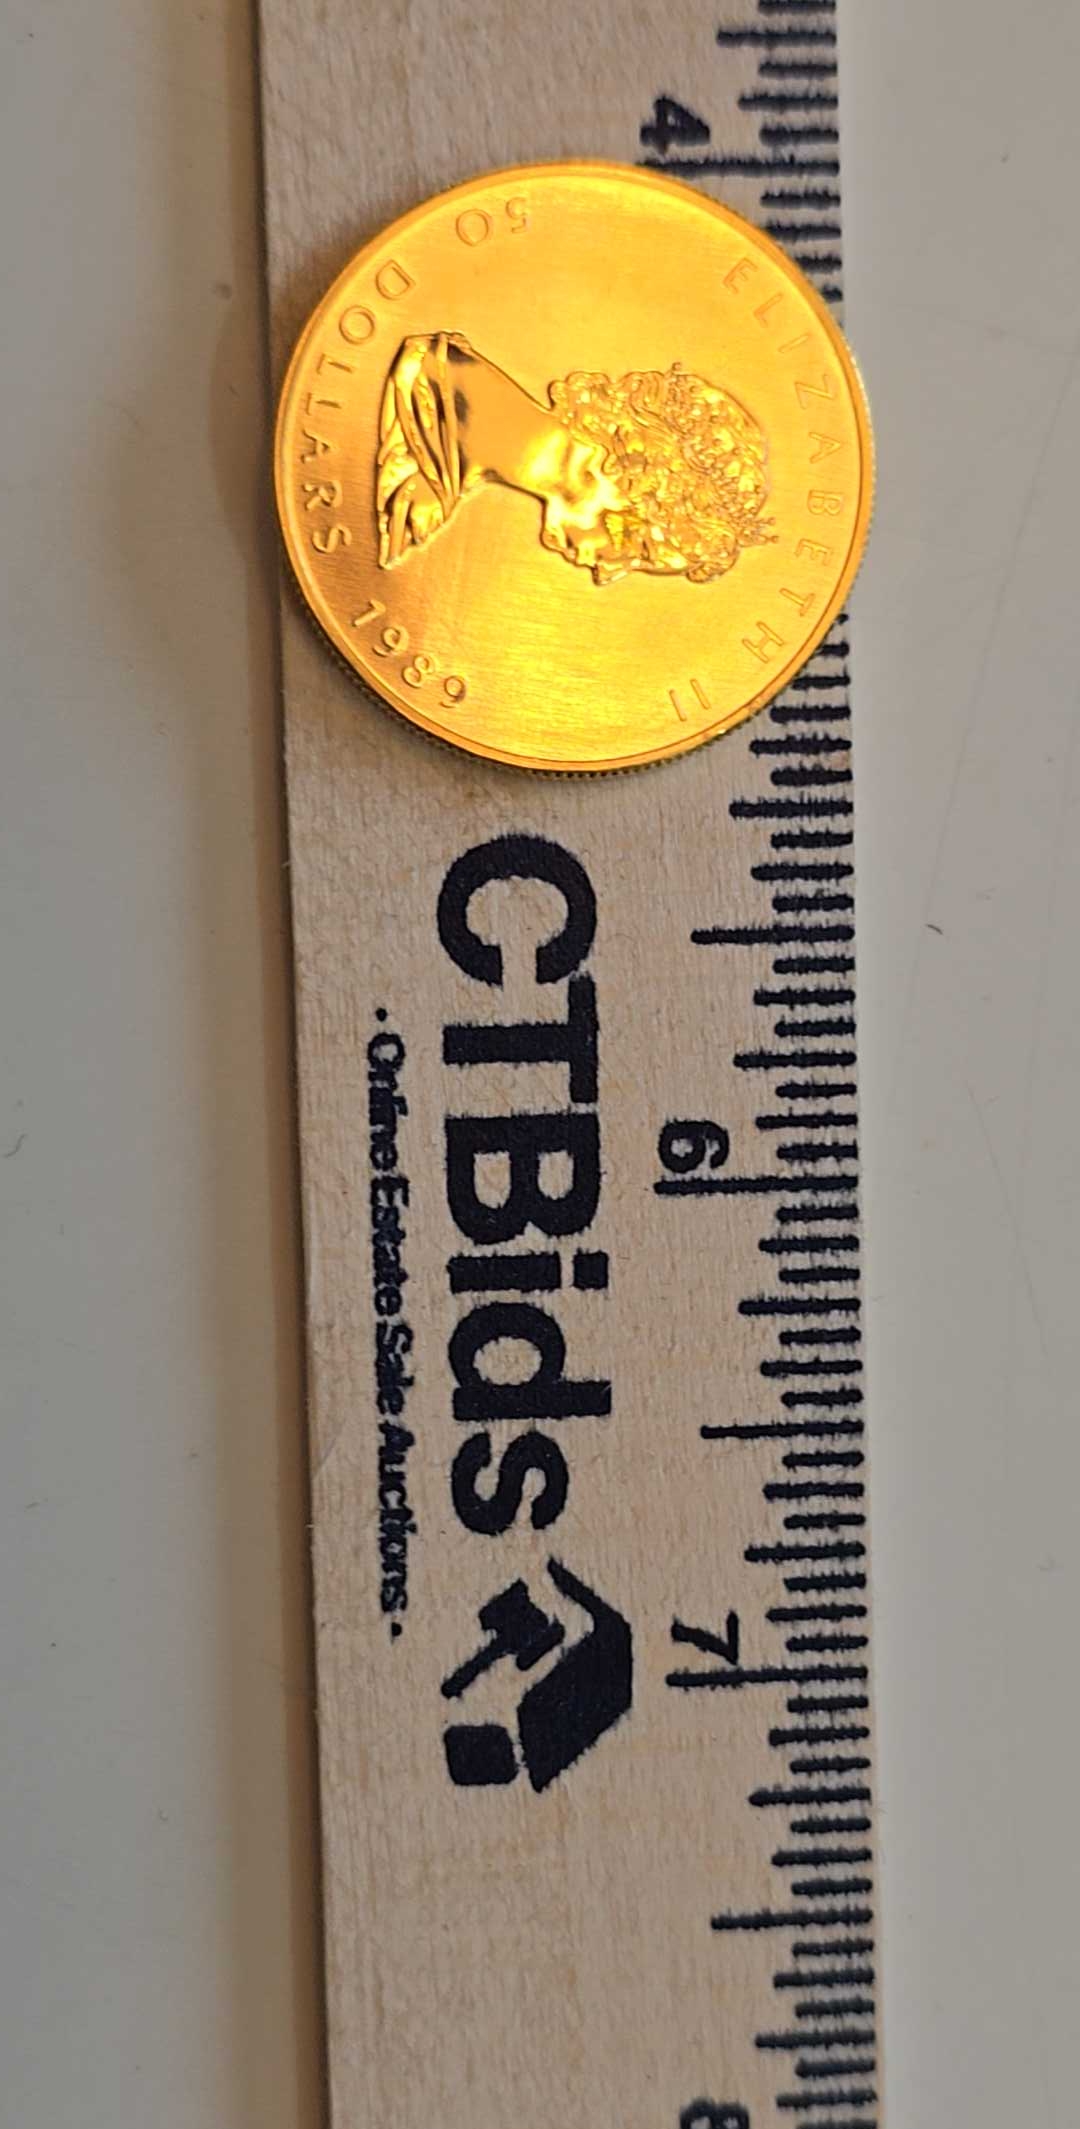 ELIZABETH II
50 DOLLARS 1989
4
6
7
8
CTBids
• Online Estate Sale Auctions •